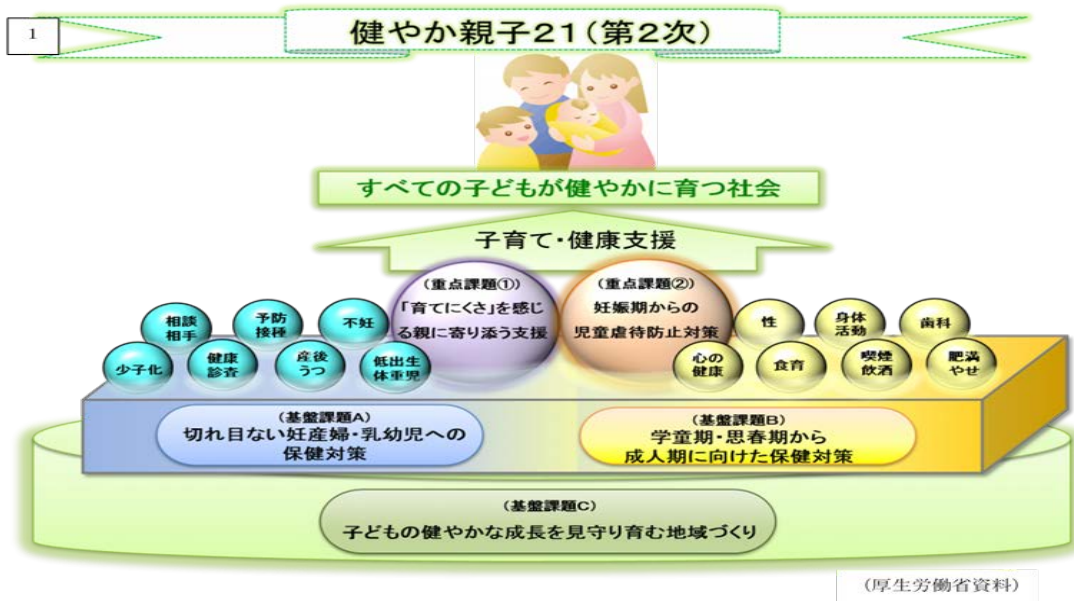 1
健やか親子21(第2次)
すべての子どもが健やかに育つ社会
子育て・健康支援
(重点課題①)
「育てにくさ」を感じ
る親に寄り添う支援
(重点課題②)
妊娠期からの
児童虐待防止対策
相談
相手
予防
接種
不妊
少子化
健康
診査
産後
うつ
低出生
体重児
性
身体
活動
歯科
心の
健康
食育
喫煙
飲酒
肥満
やせ
(基盤課題A)
切れ目ない妊産婦・乳幼児への
保健対策
(基盤課題B)
学童期・思春期から
成人期に向けた保健対策
(基盤課題C)
子どもの健やかな成長を見守り育む地域づくり
(厚生労働省資料)